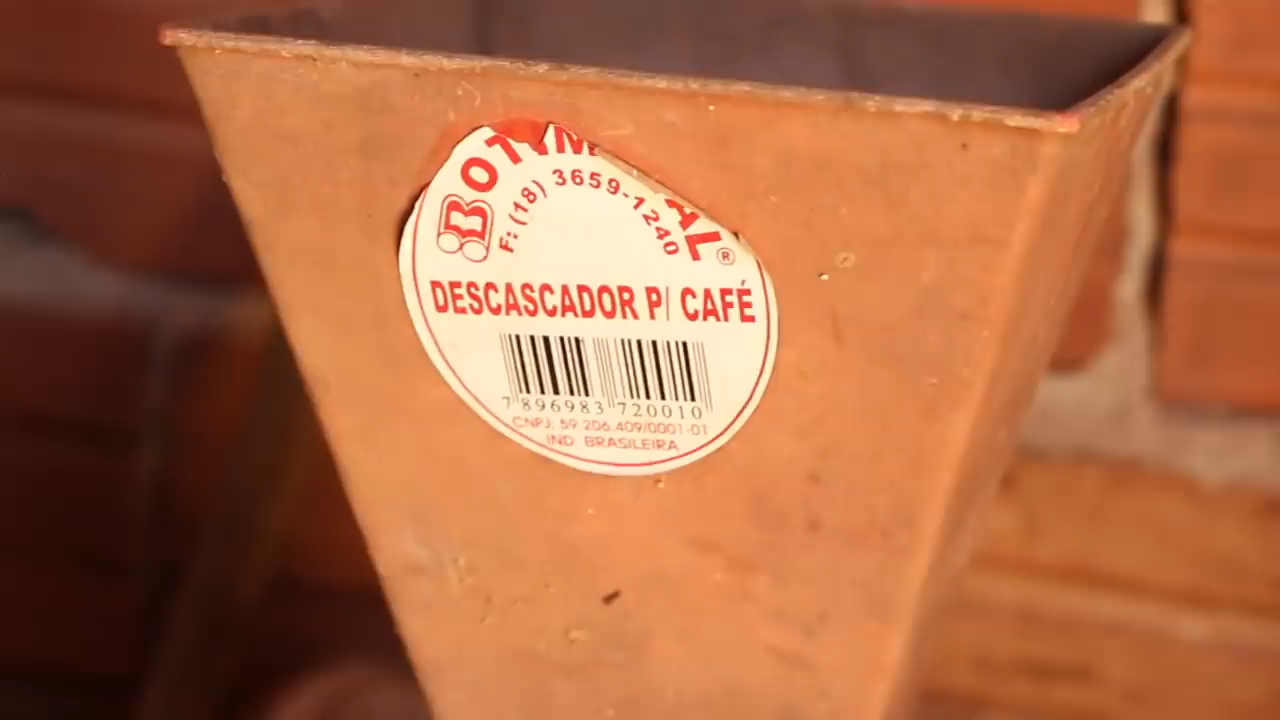 F: (18) 3659-1240
DESCASCADOR P/ CAFÉ
7 896983 720010
CNPJ: 59 206.409/0001-01
IND. BRASILEIRA